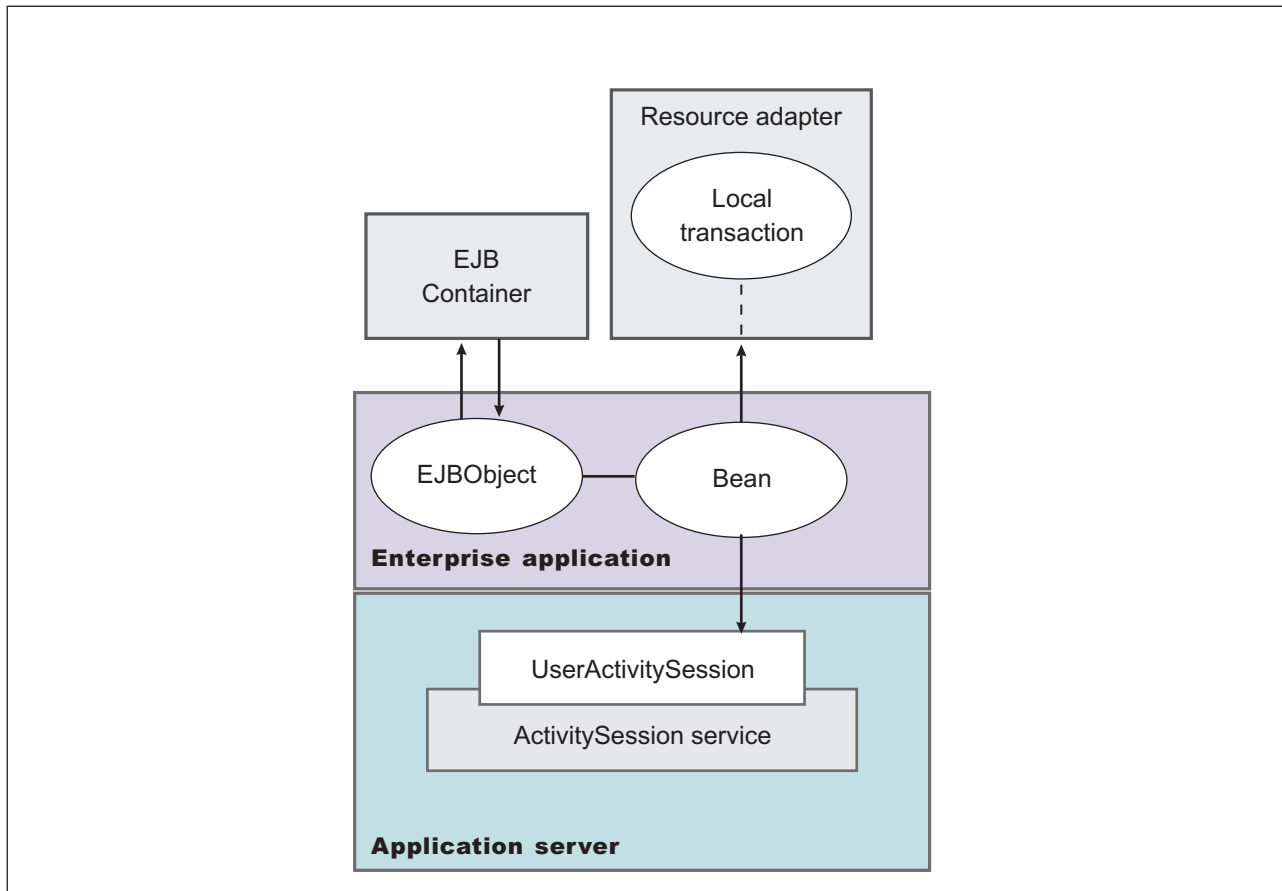 Resource adapter
Local
transaction
EJB
Container
EJBObject
Bean
Enterprise application
UserActivitySession
ActivitySession service
Application server